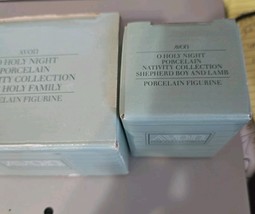 AVON
O HOLY NIGHT
PORCELAIN
NATIVITY COLLECTION
HOLY FAMILY
PORCELAIN FIGURINE
AVON
O HOLY NIGHT
PORCELAIN
NATIVITY COLLECTION
SHEPHERD BOY AND LAMB
PORCELAIN FIGURINE